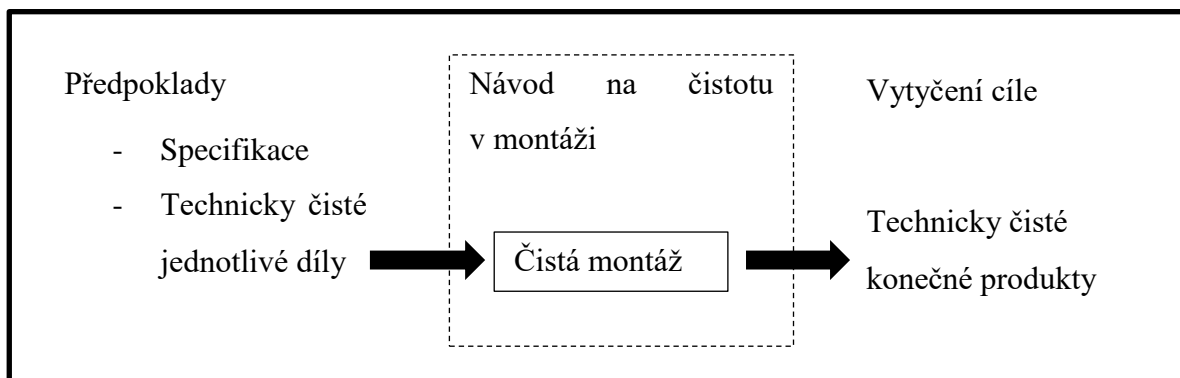 Předpoklady
- Specifikace
- Technicky čisté
jednotlivé díly
Návod na čistotu
v montáži
Čistá montáž
Vytyčení cíle
Technicky čisté
konečné produkty